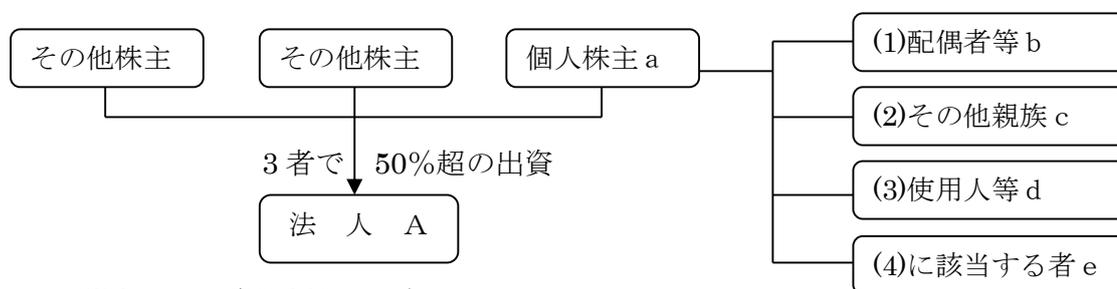 その他株主
その他株主
個人株主a
(1)配偶者等b
(2)その他親族c
(3)使用人等d
(4)に該当する者e
3者で 50%超の出資
法 人 A